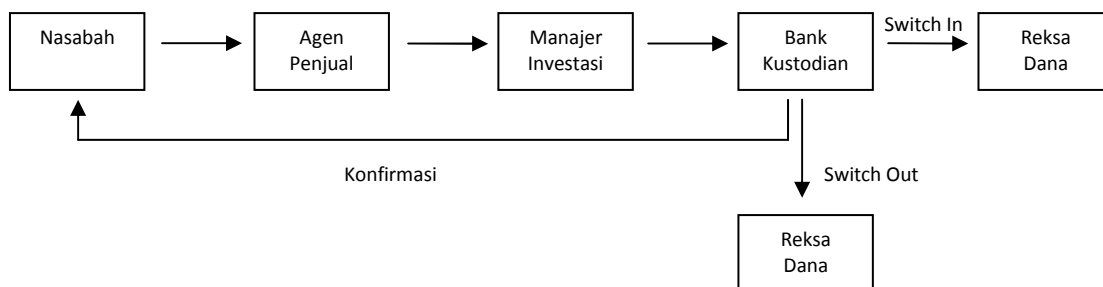 Nasabah
Agen
Penjual
Manajer
Investasi
Bank
Kustodian
Switch In
Reksa
Dana
Konfirmasi
Switch Out
Reksa
Dana